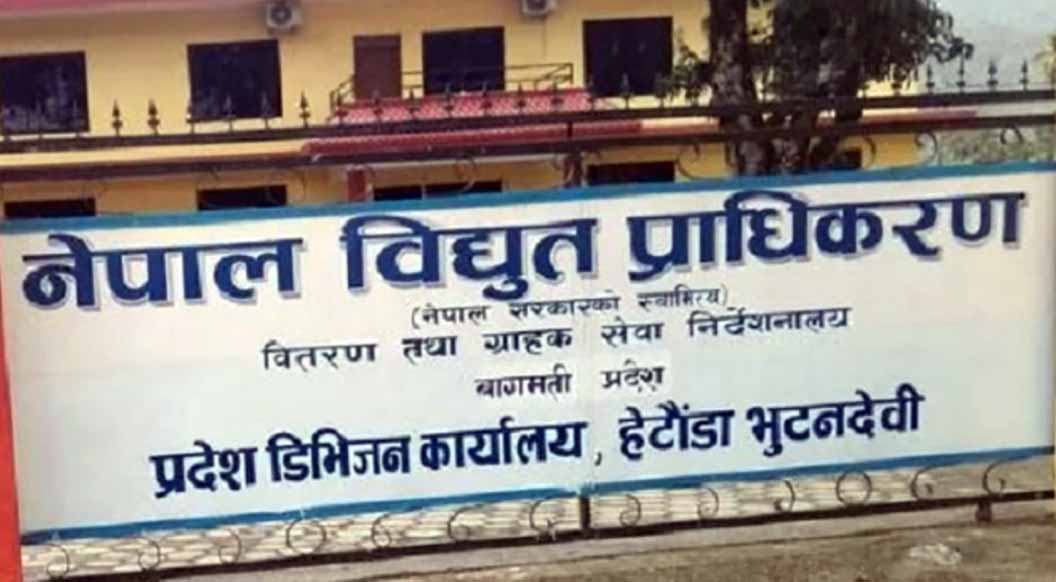 नेपाल विद्युत प्राधिकरण
(नेपाल सरकारको स्वामित्व)
वितरण तथा ग्राहक सेवा निर्देशनालय
बागमती प्रदेश
प्रदेश डिभिजन कार्यालय, हेटौंडा भुटनदेवी